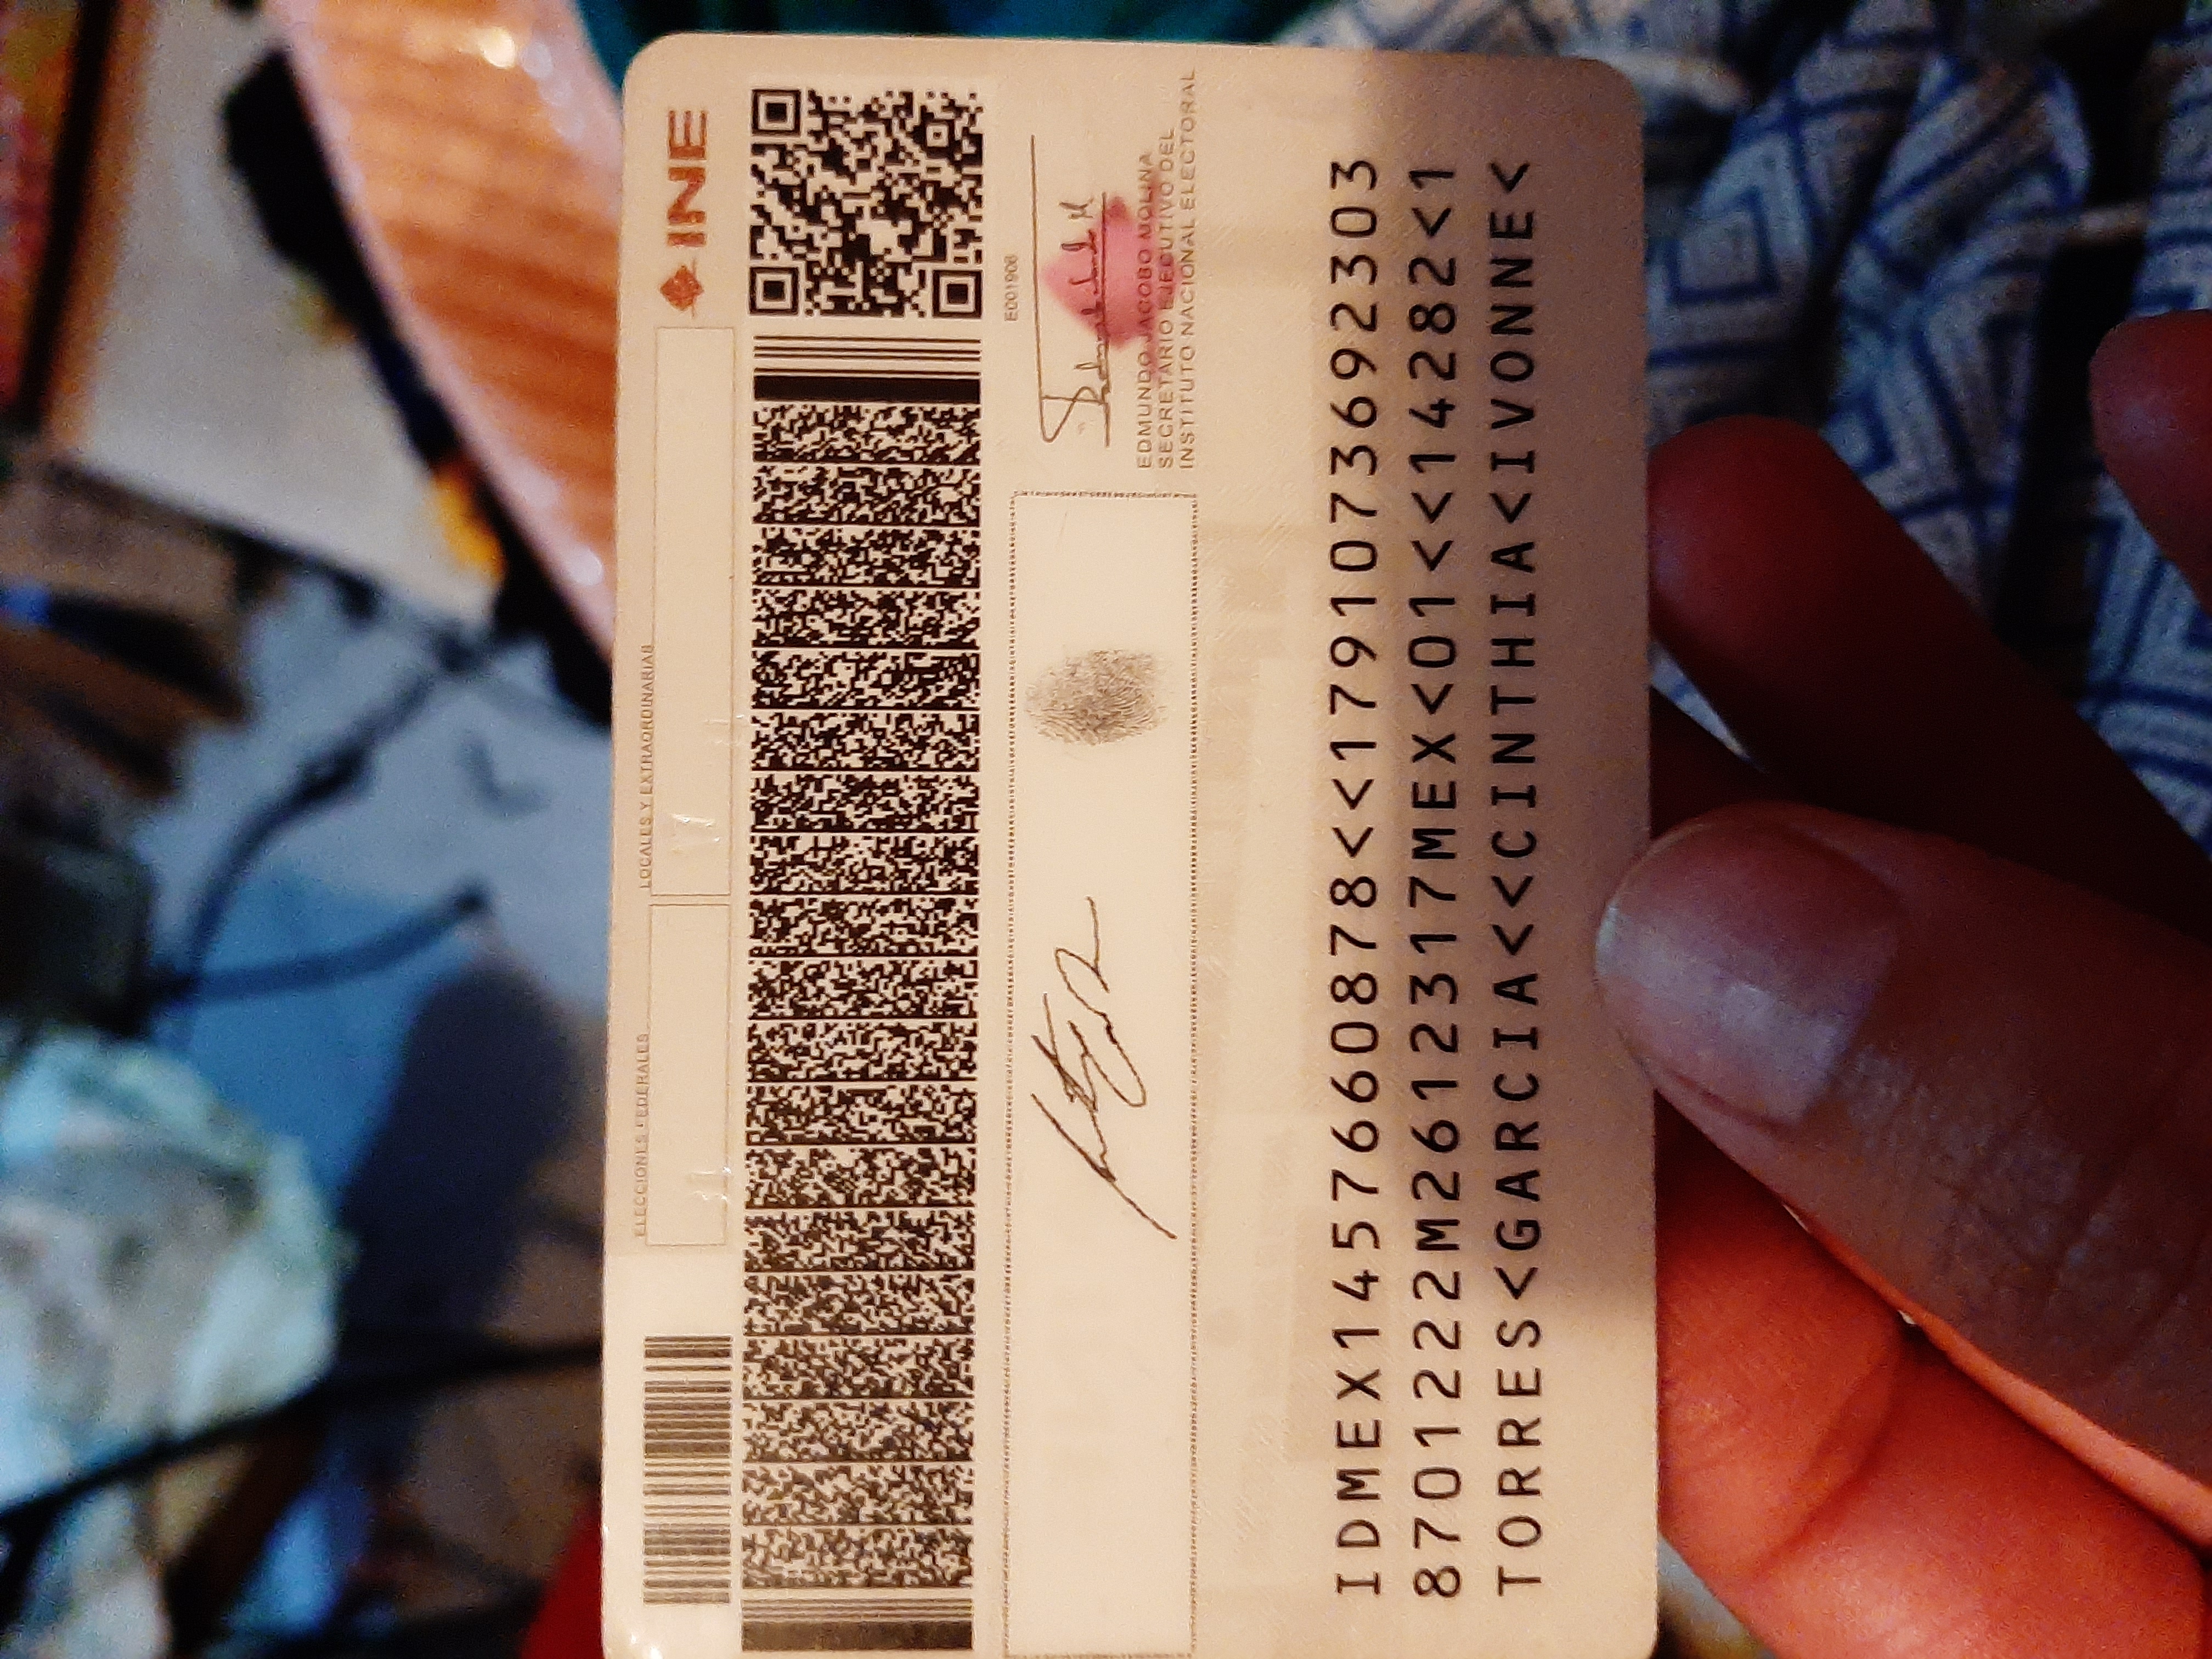 ELECCIONES FEDERALES
LOCALES Y EXTRAORDINARIAS
INE
E001906
EDMUNDO JACOBO MOLINA
SECRETARIO EJECUTIVO DEL
INSTITUTO NACIONAL ELECTORAL
IDMEX1457660878<<1791073692303
8701222M2612317MEX<01<<14282<1
TORRES<GARCIA<<CINTHIA<IVONNE<